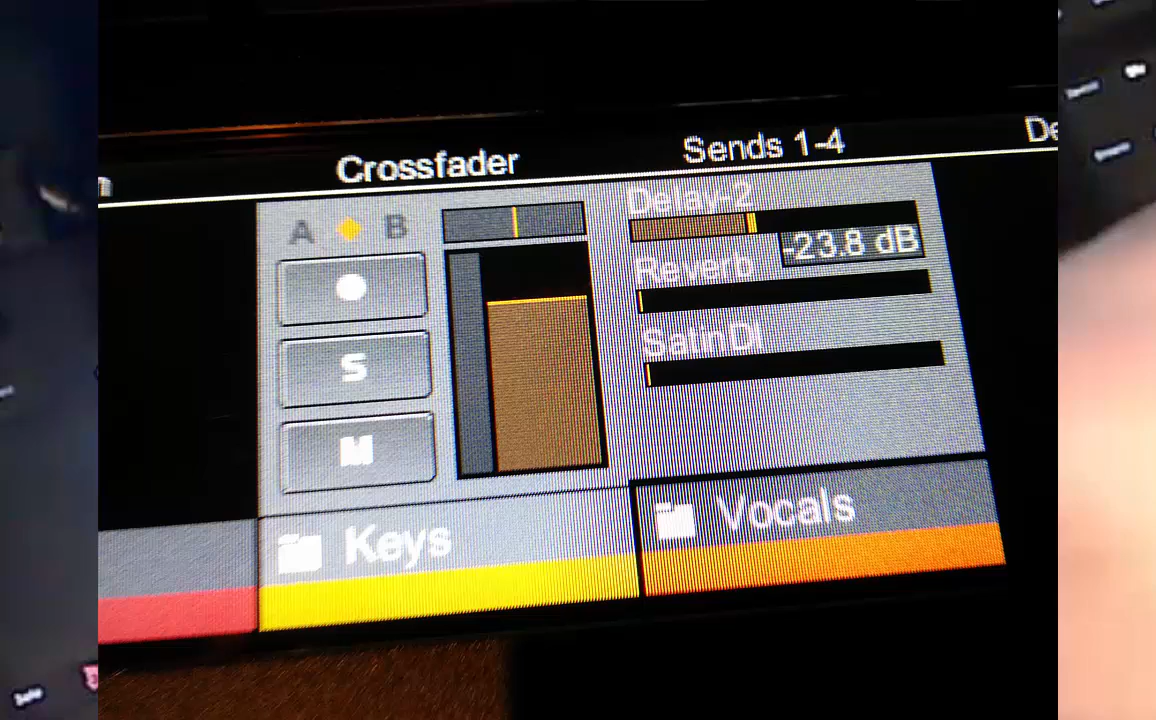 Crossfader
Sends 1-4
A B
Delay-2
-23.8 dB
Reverb
S
SatinDl
M
Keys
Vocals